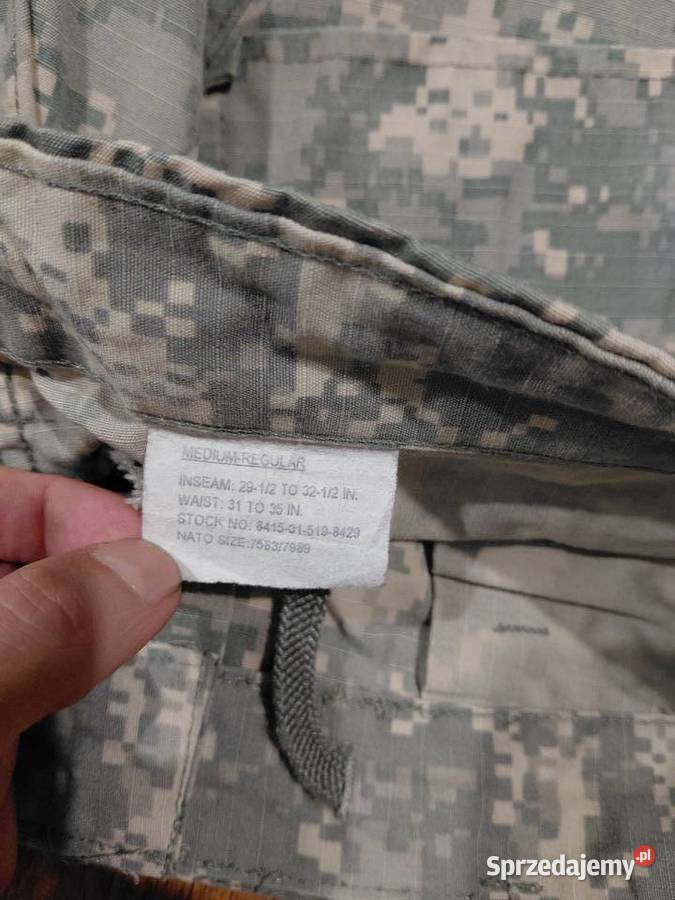 MEDIUM-REGULAR
INSEAM: 29-1/2 TO 32-1/2 IN.
WAIST: 31 TO 35 IN.
STOCK NO: 8415-01-519-8429
NATO SIZE:7583/7989
Sprzedajemy.pl